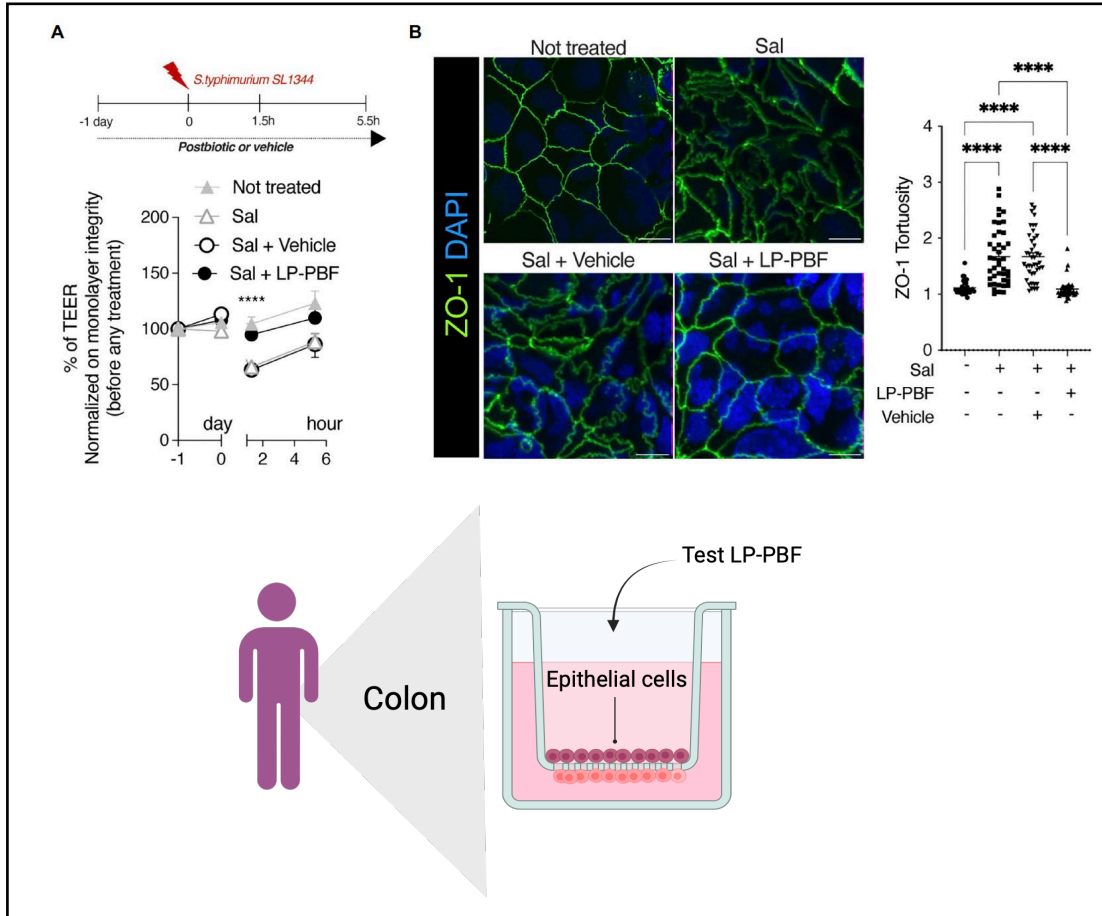 A
S.typhimurium SL1344
-1 day
0
1.5h
5.5h
Postbiotic or vehicle
Not treated
Sal
Sal + Vehicle
Sal + LP-PBF
% of TEER
Normalized on monolayer integrity
(before any treatment)
200
150
100
50
0
****
day
hour
-1
0
2
4
6
B
ZO-1 DAPI
Not treated
Sal
Sal + Vehicle
Sal + LP-PBF
****
****
****
****
ZO-1 Tortuosity
4
3
2
1
0
Sal - + + +
LP-PBF - - - +
Vehicle - - + -
Test LP-PBF
Epithelial cells
Colon